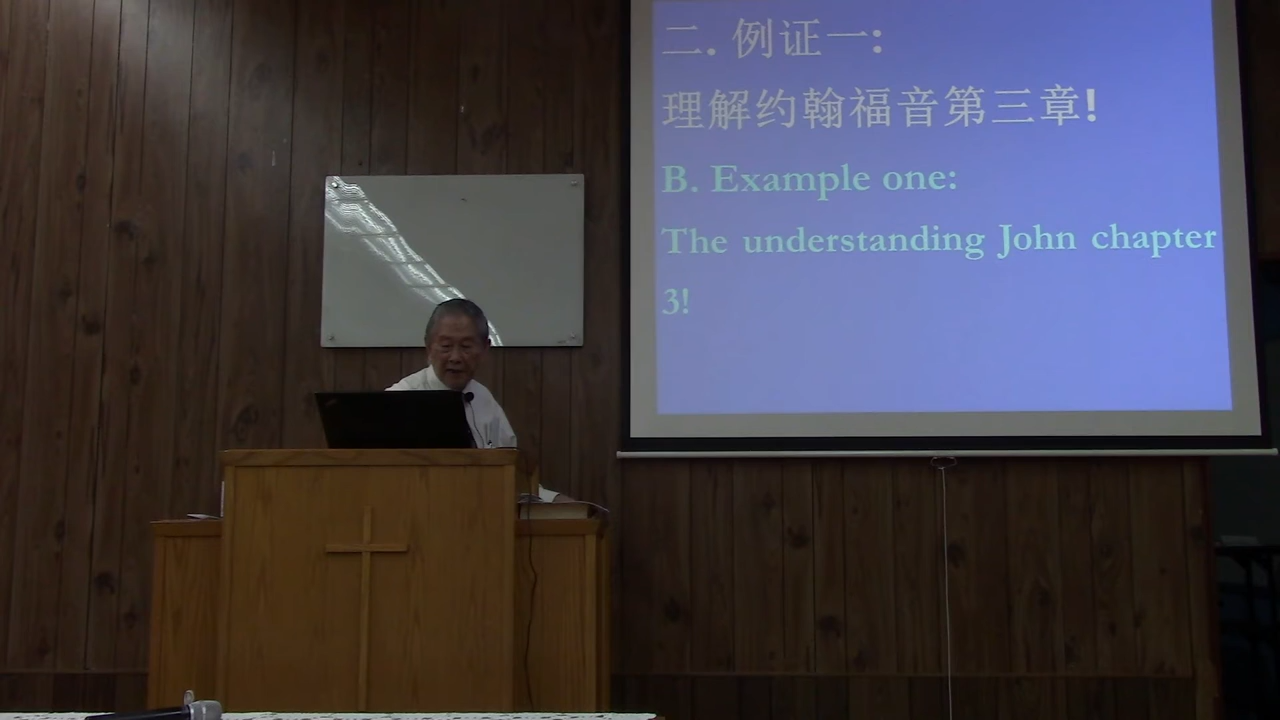 二. 例证一:
理解约翰福音第三章!
B. Example one:
The understanding John chapter
3!